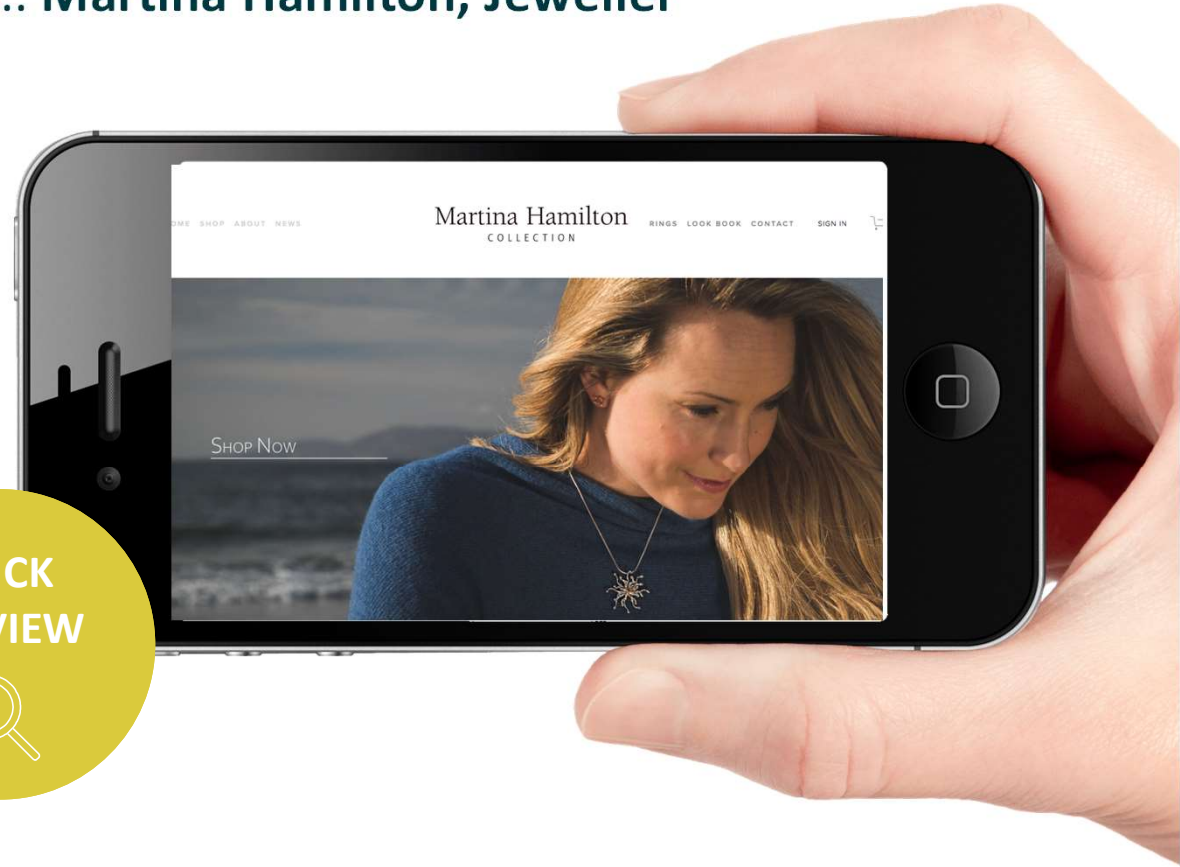 .. Martina Hamilton, Jeweller
OME SHOP ABOUT NEWS
Martina Hamilton
COLLECTION
RINGS LOOK BOOK CONTACT SIGN IN
SHOP NOW
CK
VIEW